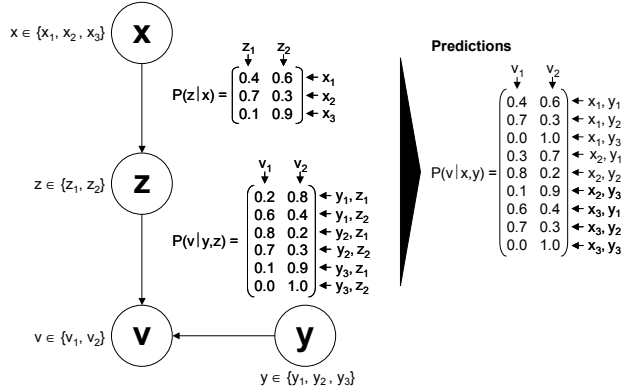 x
x ∈ {x1, x2 , x3}
z1 z2
P(z|x) =
0.4 0.6 ← x1
0.7 0.3 ← x2
0.1 0.9 ← x3
z
z ∈ {z1, z2}
v1 v2
P(v|y,z) =
0.2 0.8 ← y1, z1
0.6 0.4 ← y1, z2
0.8 0.2 ← y2, z1
0.7 0.3 ← y2, z2
0.1 0.9 ← y3, z1
0.0 1.0 ← y3, z2
v
v ∈ {v1, v2}
y
y ∈ {y1, y2 , y3}
Predictions
v1 v2
P(v|x,y) =
0.4 0.6 ← x1, y1
0.7 0.3 ← x1, y2
0.0 1.0 ← x1, y3
0.3 0.7 ← x2, y1
0.8 0.2 ← x2, y2
0.1 0.9 ← x2, y3
0.6 0.4 ← x3, y1
0.7 0.3 ← x3, y2
0.0 1.0 ← x3, y3